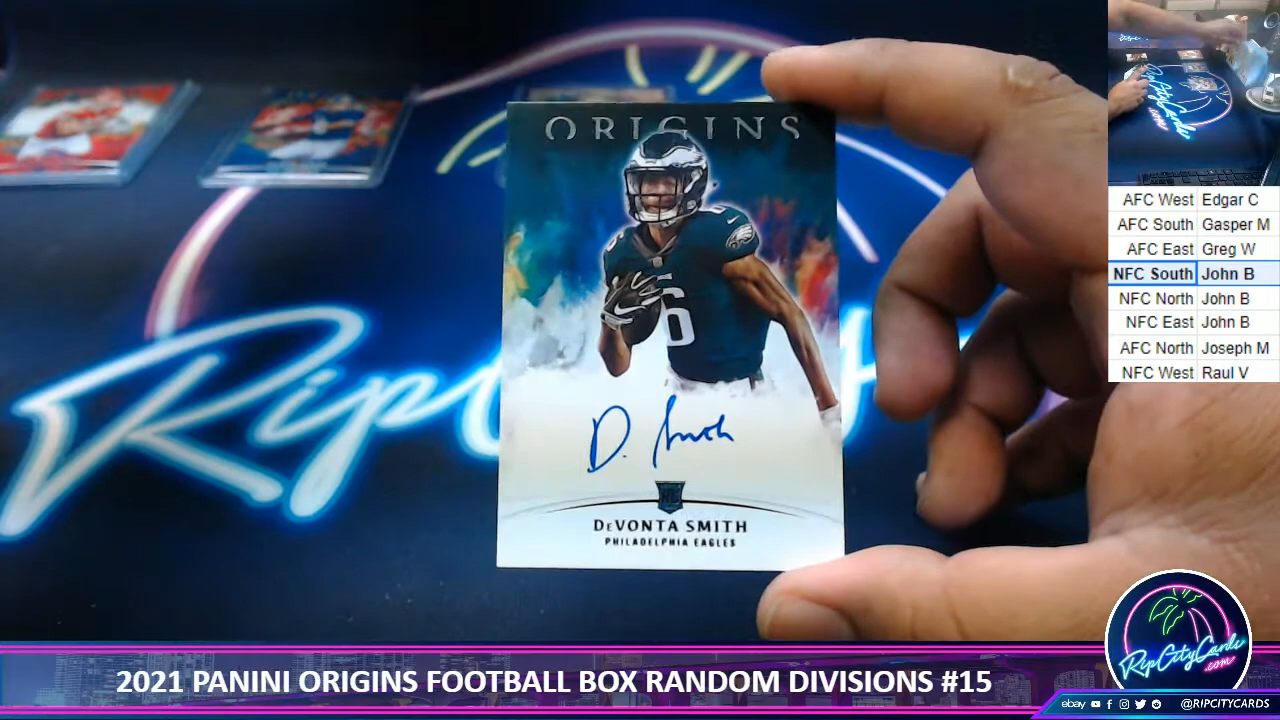 ORIGINS
6
6
D. Smith
DEVONTA SMITH
PHILADELPHIA EAGLES
AFC West Edgar C
AFC South Gasper M
AFC East Greg W
NFC South John B
NFC North John B
NFC East John B
AFC North Joseph M
NFC West Raul V
2021 PANINI ORIGINS FOOTBALL BOX RANDOM DIVISIONS #15
RipCityCards
.com
ebay @RIPCITYCARDS